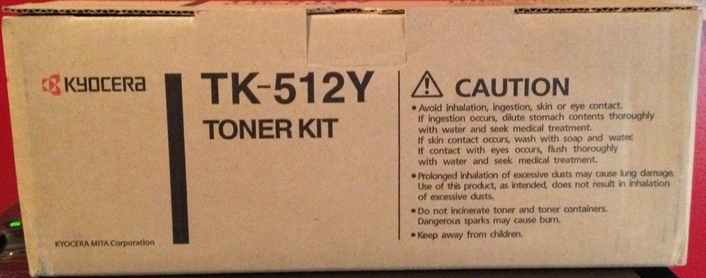 KYOCERA
TK-512Y
TONER KIT
KYOCERA MITA Corporation
CAUTION
• Avoid inhalation, ingestion, skin or eye contact.
If ingestion occurs, dilute stomach contents thoroughly
with water and seek medical treatment.
If skin contact occurs, wash with soap and water.
If contact with eyes occurs, flush thoroughly
with water and seek medical treatment.
• Prolonged inhalation of excessive dusts may cause lung damage.
Use of this product, as intended, does not result in inhalation
of excessive dusts.
• Do not incinerate toner and toner containers.
Dangerous sparks may cause burn.
• Keep away from children.